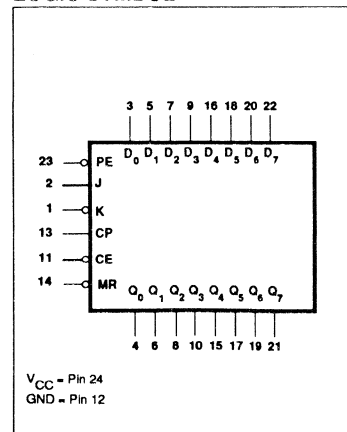 3 5 7 9 16 18 20 22
D0 D1 D2 D3 D4 D5 D6 D7
23 PE
2 J
1 K
13 CP
11 CE
14 MR
Q0 Q1 Q2 Q3 Q4 Q5 Q6 Q7
4 6 8 10 15 17 19 21
VCC = Pin 24
GND = Pin 12